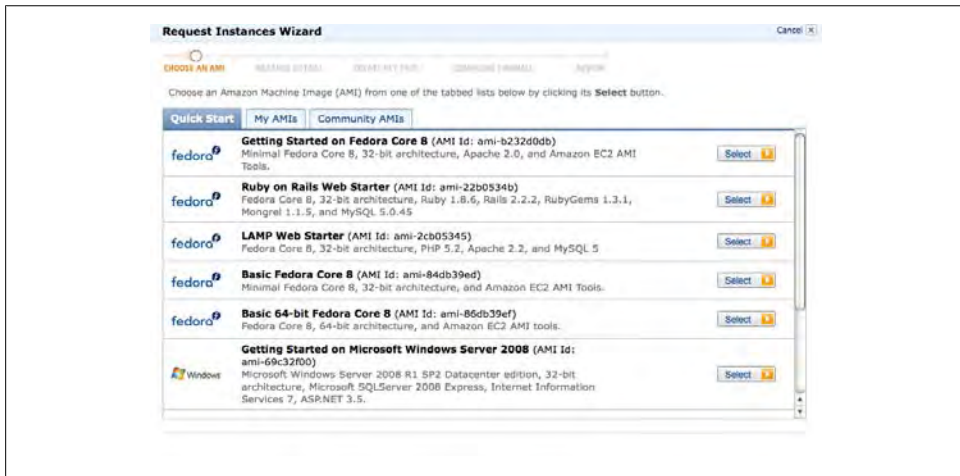 Request Instances Wizard
Cancel
CHOOSE AN AMI
REVIEW
Choose an Amazon Machine Image (AMI) from one of the tabbed lists below by clicking its Select button.
Quick Start
My AMIs
Community AMIs
fedora
Getting Started on Fedora Core 8 (AMI Id: ami-b232d0db)
Minimal Fedora Core 8, 32-bit architecture, Apache 2.0, and Amazon EC2 AMI
Tools.
Select
fedora
Ruby on Rails Web Starter (AMI Id: ami-22b0534b)
Fedora Core 8, 32-bit architecture, Ruby 1.8.6, Rails 2.2.2, RubyGems 1.3.1,
Mongrel 1.1.5, and MySQL 5.0.45
Select
fedora
LAMP Web Starter (AMI Id: ami-2cb05345)
Fedora Core 8, 32-bit architecture, PHP 5.2, Apache 2.2, and MySQL 5
Select
fedora
Basic Fedora Core 8 (AMI Id: ami-84db39ed)
Minimal Fedora Core 8, 32-bit architecture, and Amazon EC2 AMI Tools.
Select
fedora
Basic 64-bit Fedora Core 8 (AMI Id: ami-86db39ef)
Fedora Core 8, 64-bit architecture, and Amazon EC2 AMI tools.
Select
Windows
Getting Started on Microsoft Windows Server 2008 (AMI Id:
ami-69c32f00)
Microsoft Windows Server 2008 R1 SP2 Datacenter edition, 32-bit
architecture, Microsoft SQLServer 2008 Express, Internet Information
Services 7, ASP.NET 3.5.
Select